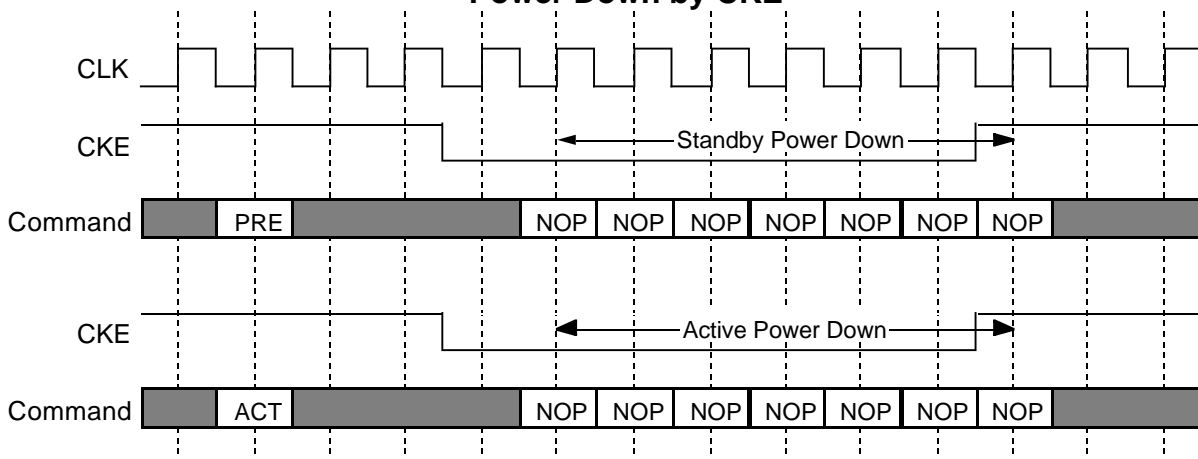 Power Down by CKE
CLK
CKE
Standby Power Down
Command
PRE NOP NOP NOP NOP NOP NOP NOP
CKE
Active Power Down
Command
ACT NOP NOP NOP NOP NOP NOP NOP